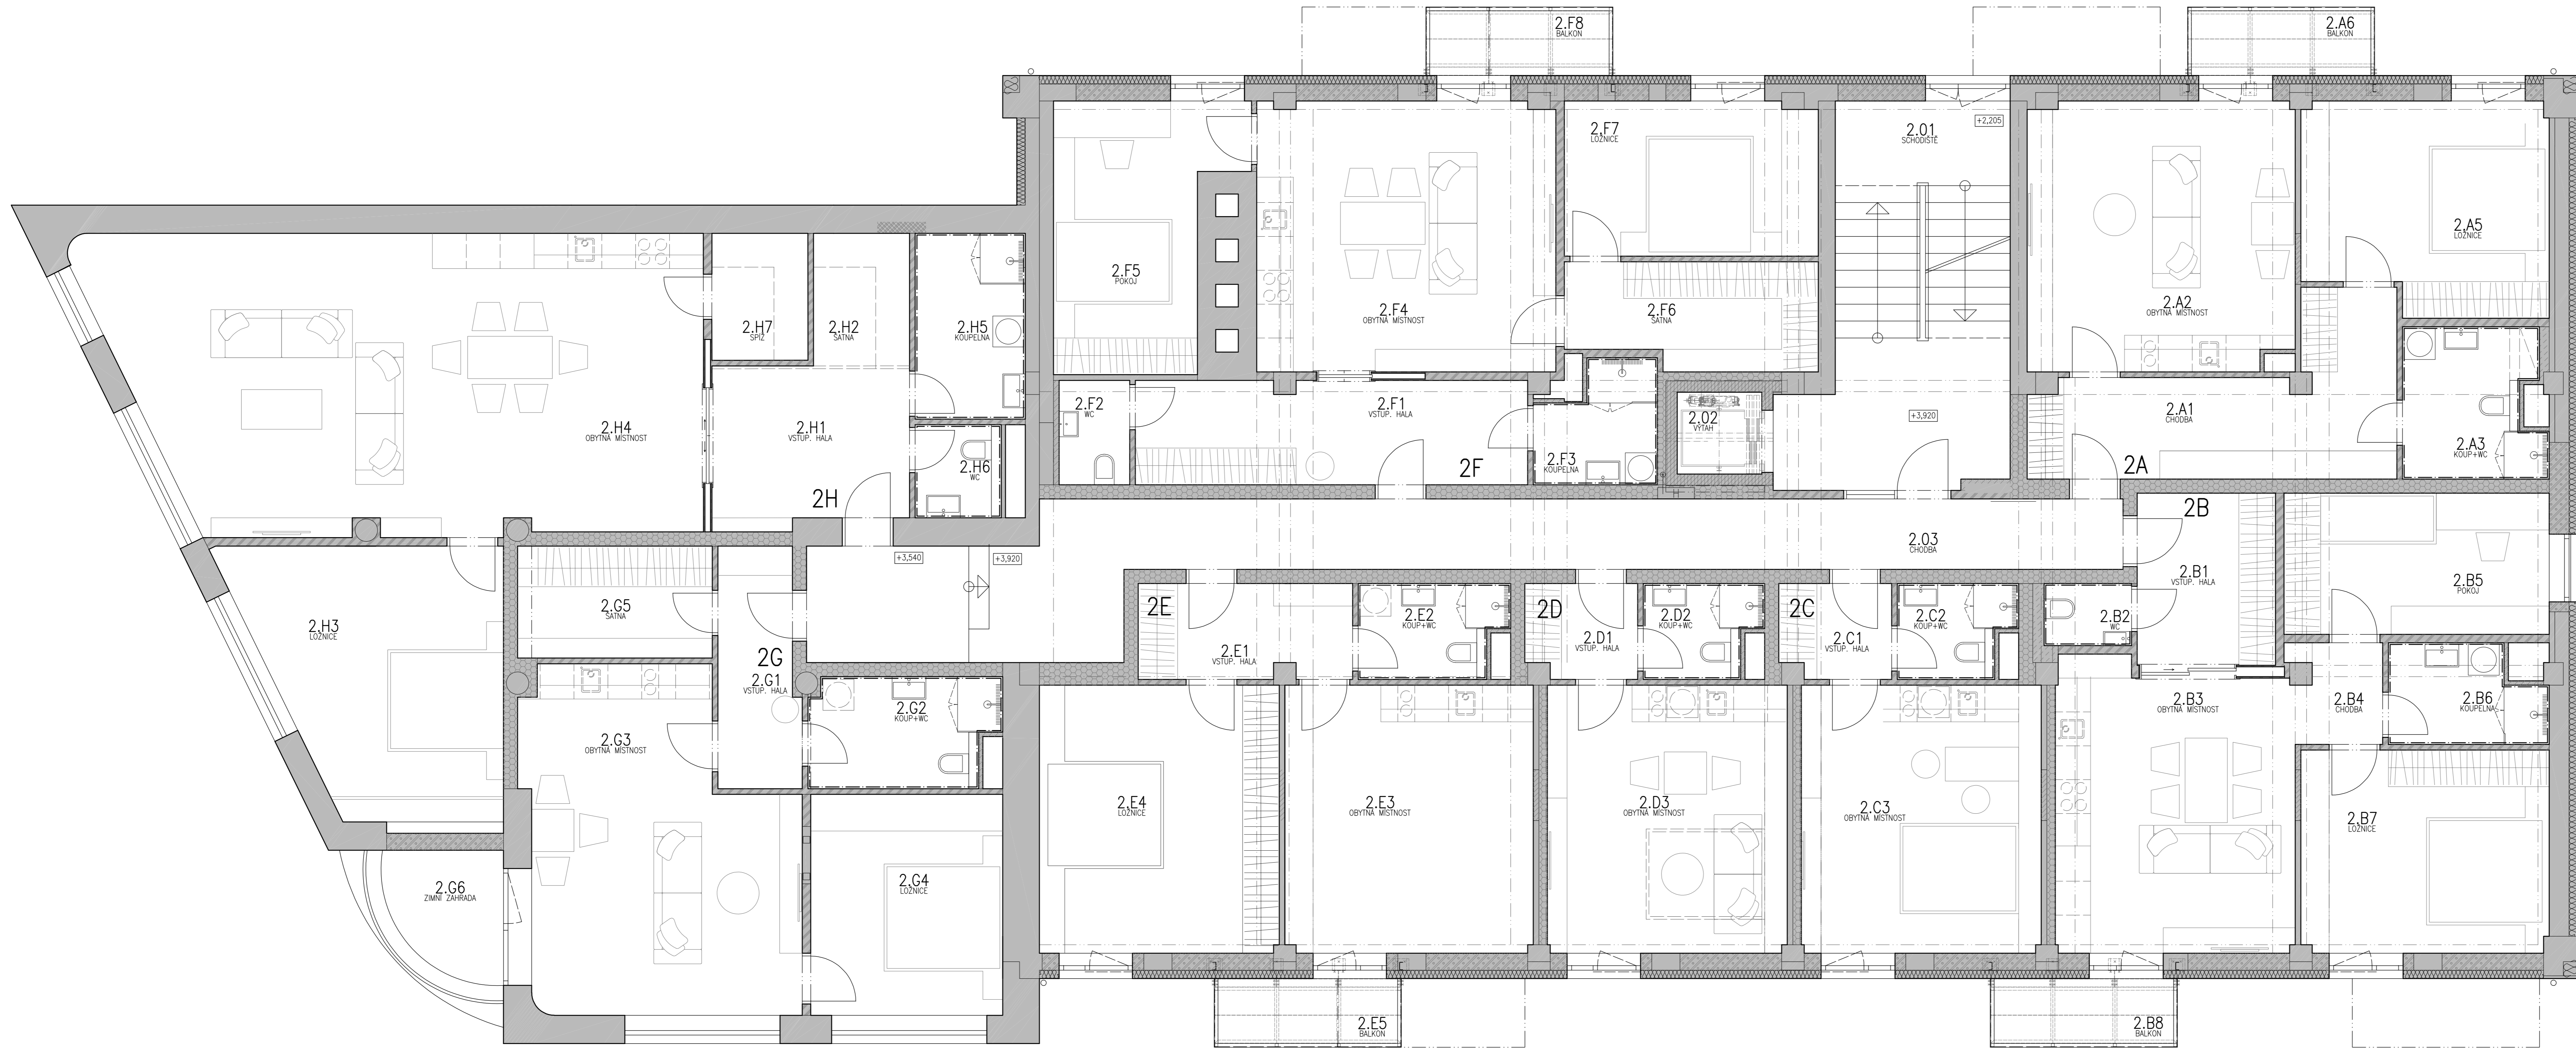 2.F8
BALKON
2.A6
BALKON
2.F7
LOŽNICE
2.01
SCHODIŠTĚ
+2,205
2.A5
LOŽNICE
2.F5
POKOJ
2.F4
OBYTNÁ MÍSTNOST
2.F6
ŠATNA
2.A2
OBYTNÁ MÍSTNOST
2.H7
SPÍŽ
2.H2
ŠATNA
2.H5
KOUPELNA
2.F2
WC
2.F1
VSTUP. HALA
2.02
VÝTAH
+3,920
2.A1
CHODBA
2.H4
OBYTNÁ MÍSTNOST
2.H1
VSTUP. HALA
2.H6
WC
2F
2.F3
KOUPELNA
2A
2.A3
KOUP+WC
2H
2B
2.03
CHODBA
+3,540
+3,920
2.B1
VSTUP. HALA
2.B5
POKOJ
2.H3
LOŽNICE
2.G5
ŠATNA
2E
2.E2
KOUP+WC
2D
2.D2
KOUP+WC
2C
2.C2
KOUP+WC
2.B2
WC
2G
2.G1
VSTUP. HALA
2.E1
VSTUP. HALA
2.D1
VSTUP. HALA
2.C1
VSTUP. HALA
2.G3
OBYTNÁ MÍSTNOST
2.G2
KOUP+WC
2.B3
OBYTNÁ MÍSTNOST
2.B4
CHODBA
2.B6
KOUPELNA
2.E4
LOŽNICE
2.E3
OBYTNÁ MÍSTNOST
2.D3
OBYTNÁ MÍSTNOST
2.C3
OBYTNÁ MÍSTNOST
2.B7
LOŽNICE
2.G6
ZIMNÍ ZAHRADA
2.G4
LOŽNICE
2.E5
BALKON
2.B8
BALKON